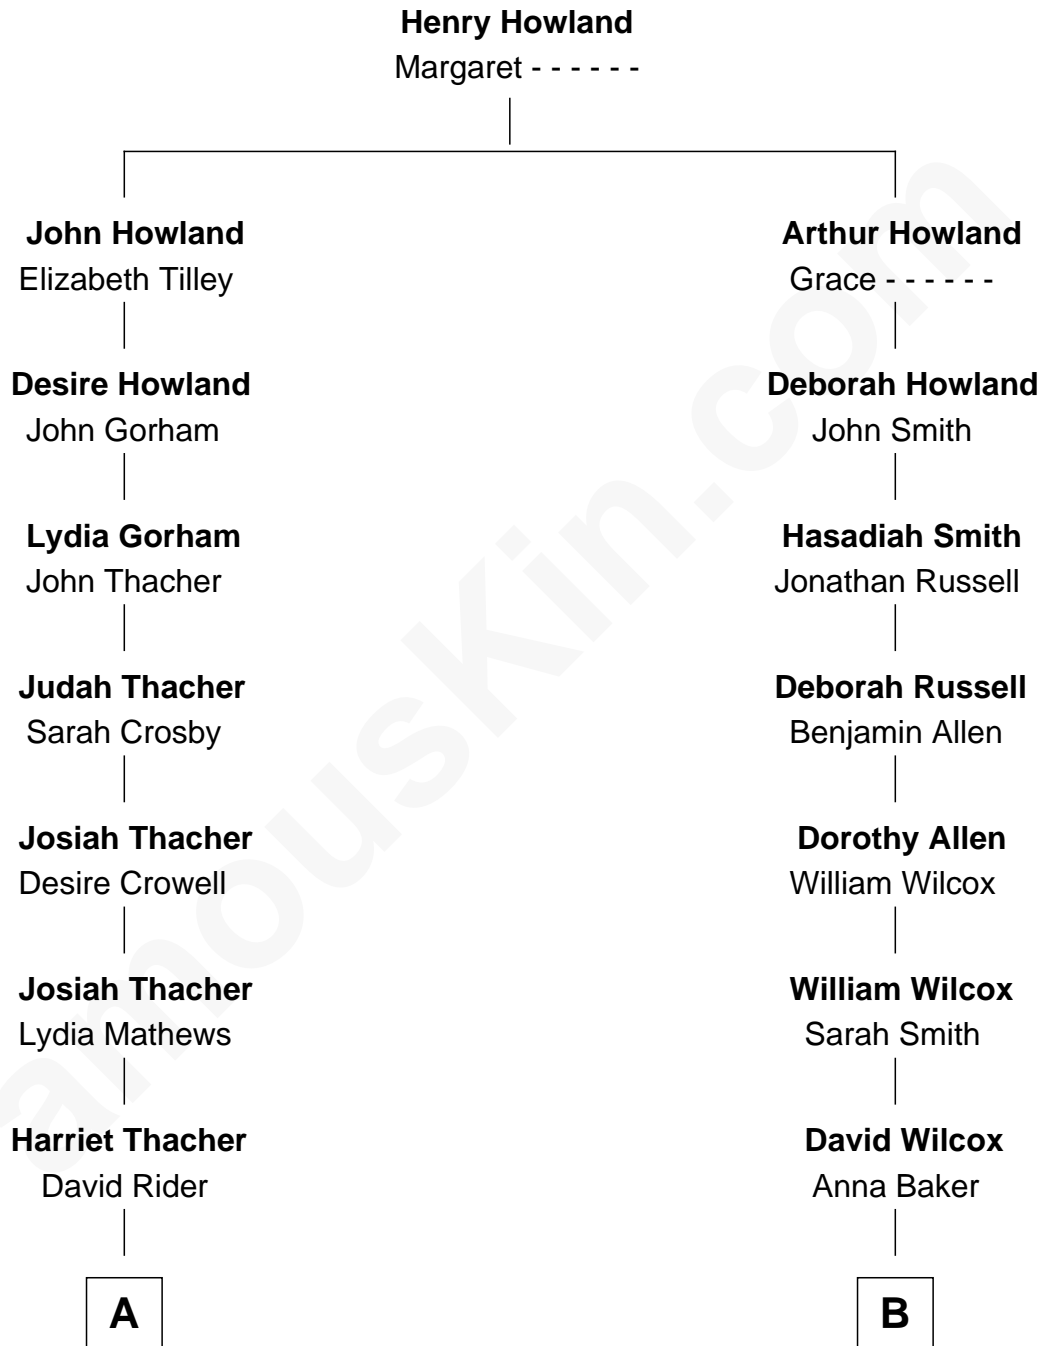 Henry Howland
Margaret - - - - - -
John Howland
Elizabeth Tilley
Arthur Howland
Grace - - - - - -
Desire Howland
John Gorham
Deborah Howland
John Smith
Lydia Gorham
John Thacher
Hasadiah Smith
Jonathan Russell
Judah Thacher
Sarah Crosby
Deborah Russell
Benjamin Allen
Josiah Thacher
Desire Crowell
Dorothy Allen
William Wilcox
Josiah Thacher
Lydia Mathews
William Wilcox
Sarah Smith
Harriet Thacher
David Rider
David Wilcox
Anna Baker
A
B
amousKin.com